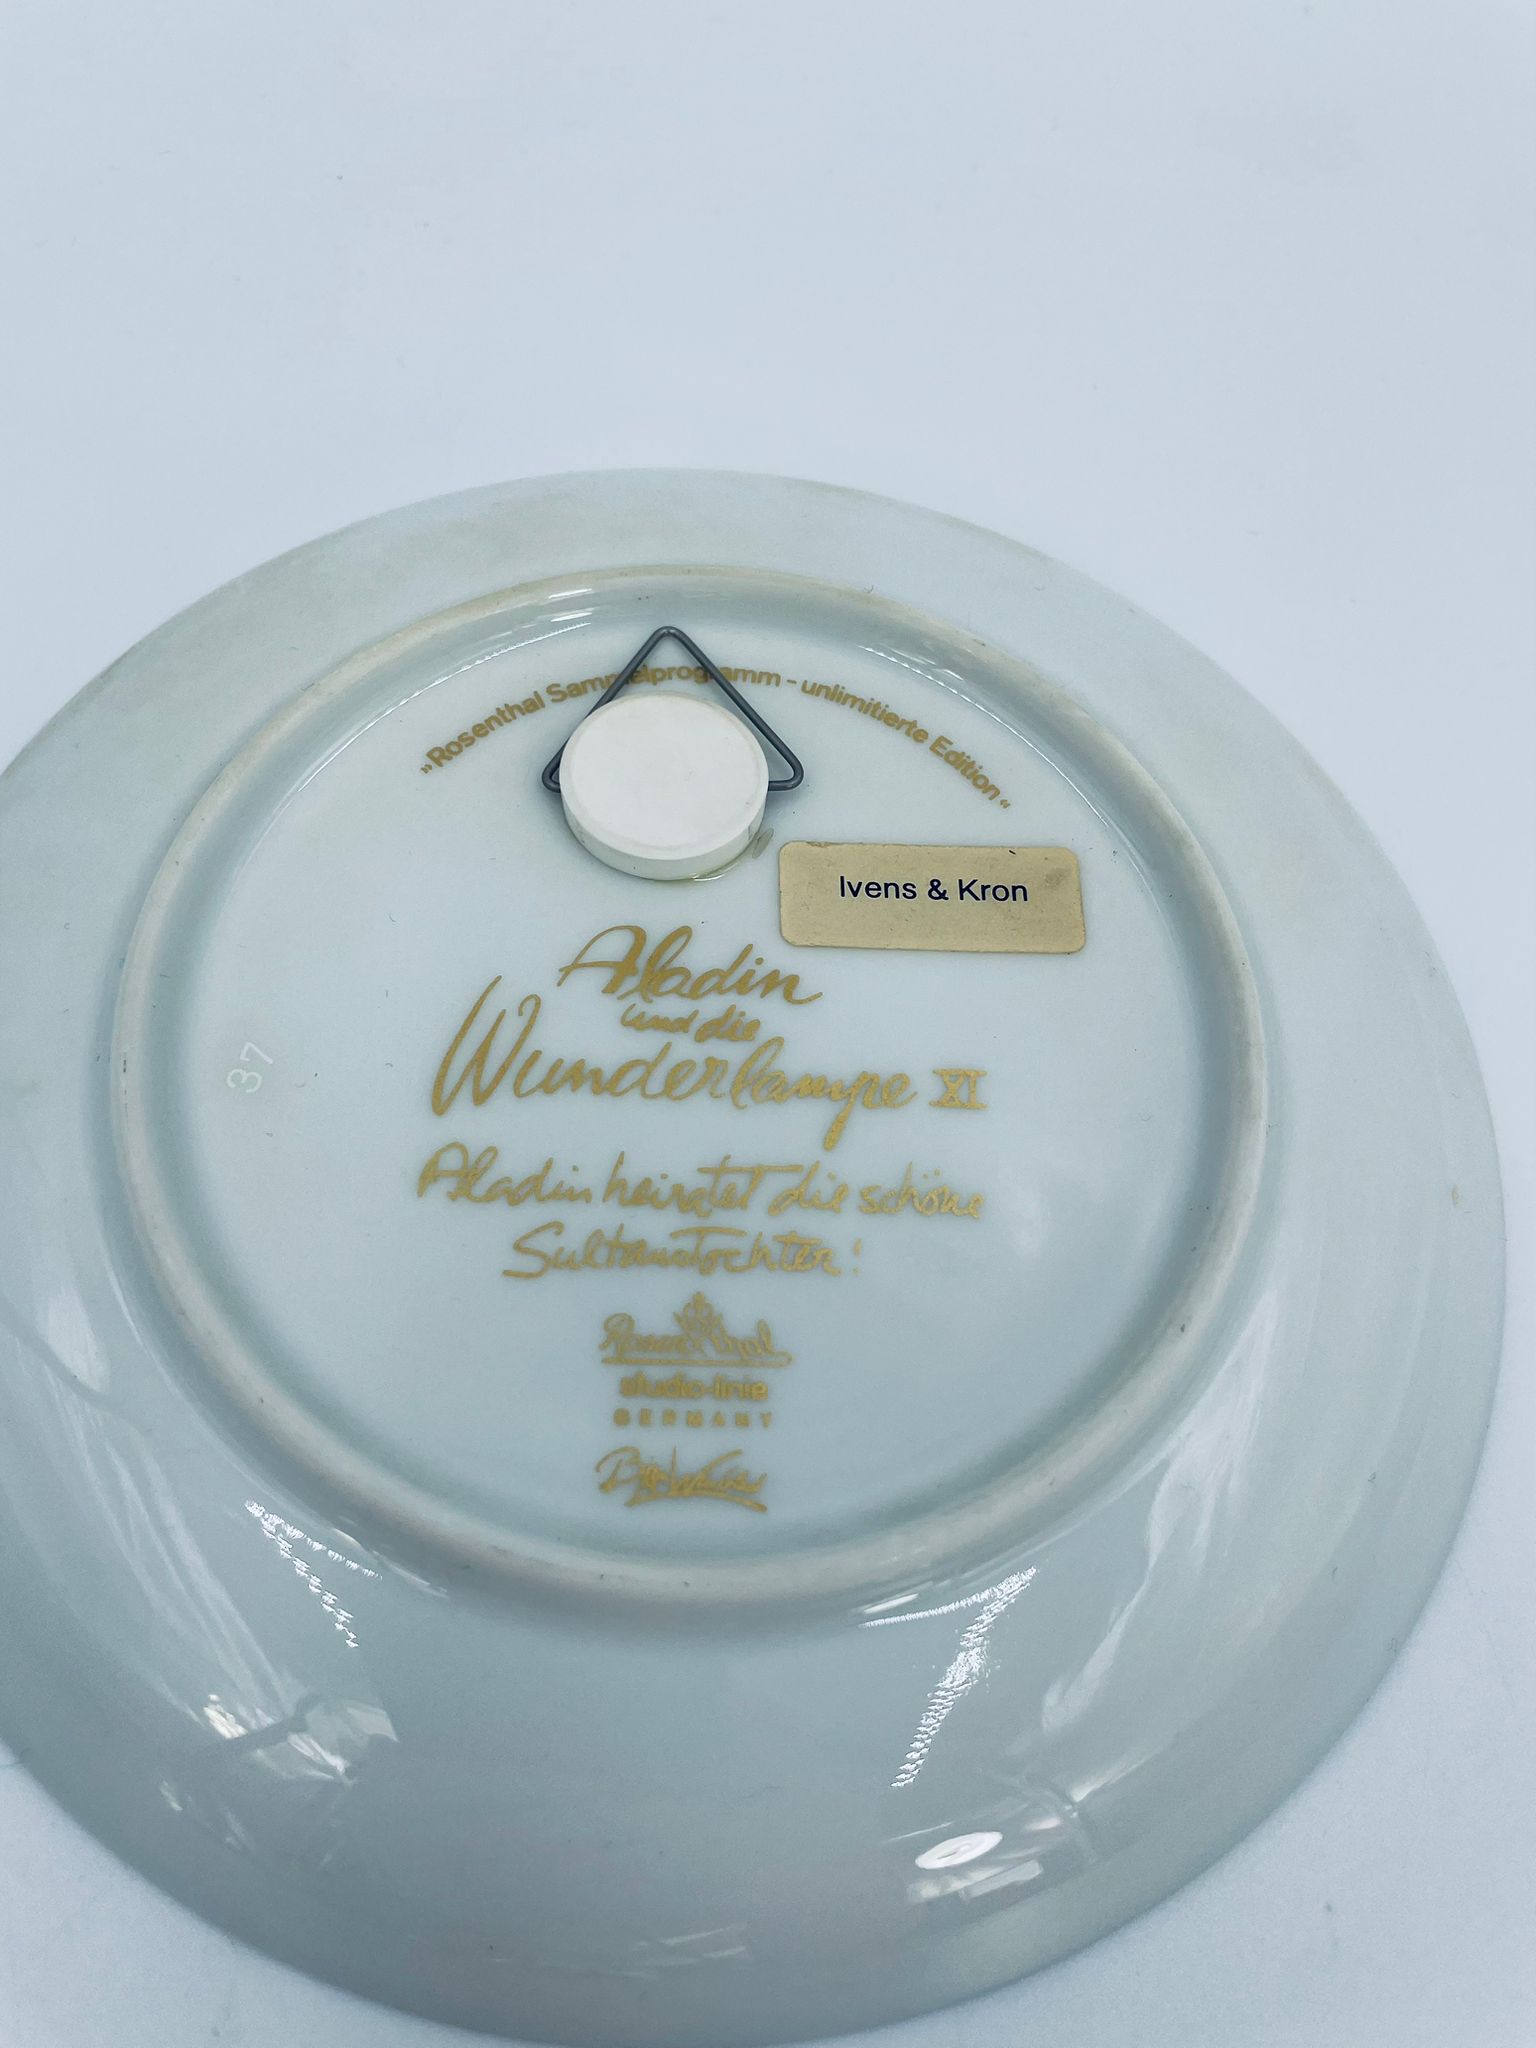 „Rosenthal Sammelprogramm - unlimitierte Edition“
Ivens & Kron
Aladin
und die
Wunderlampe XI
37
Aladin heiratet die schöne
Sultanstochter!
Rosenthal
studio-linie
GERMANY